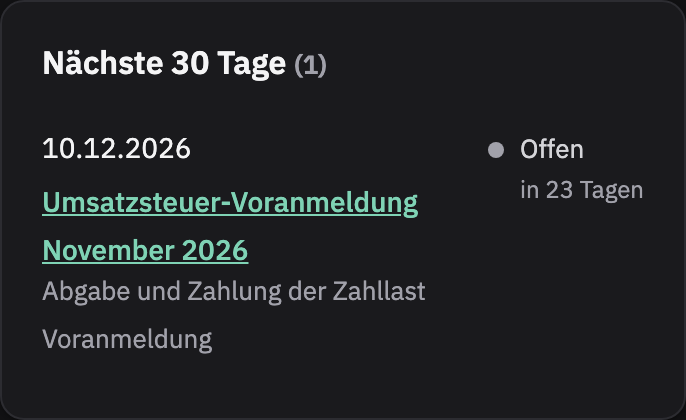 Nächste 30 Tage (1)
10.12.2026
Offen
in 23 Tagen
Umsatzsteuer-Voranmeldung
November 2026
Abgabe und Zahlung der Zahllast
Voranmeldung